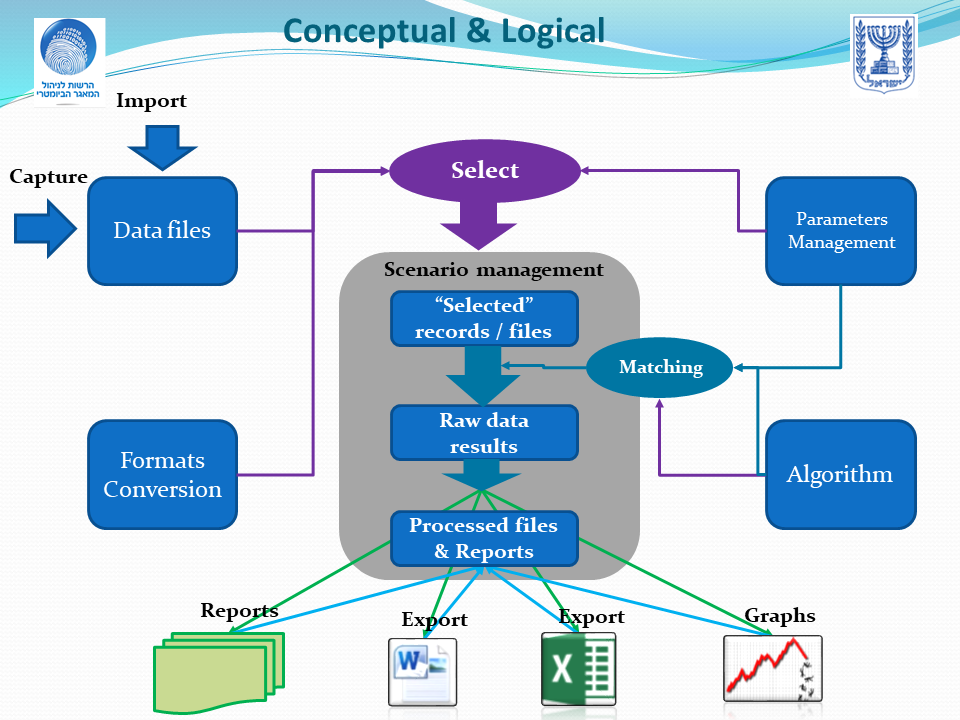 Conceptual & Logical
הרשות לניהול
המאגר הביומטרי
ישראל
Import
Capture
Data files
Select
Parameters
Management
Scenario management
“Selected”
records / files
Matching
Raw data
results
Formats
Conversion
Algorithm
Processed files
& Reports
Reports
Export
Export
Graphs
W
X